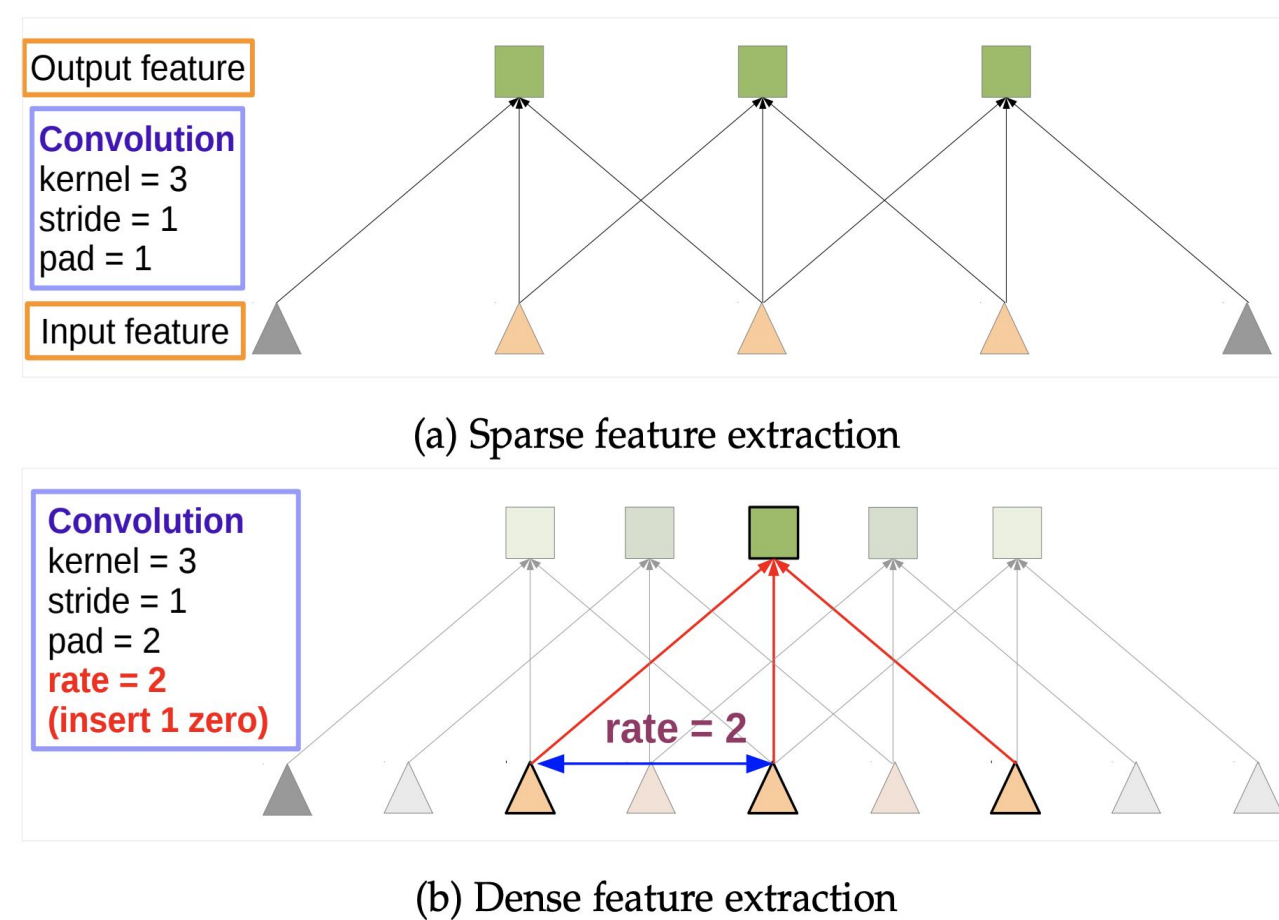 Output feature
Convolution
kernel = 3
stride = 1
pad = 1
Input feature
(a) Sparse feature extraction
Convolution
kernel = 3
stride = 1
pad = 2
rate = 2
(insert 1 zero)
rate = 2
(b) Dense feature extraction